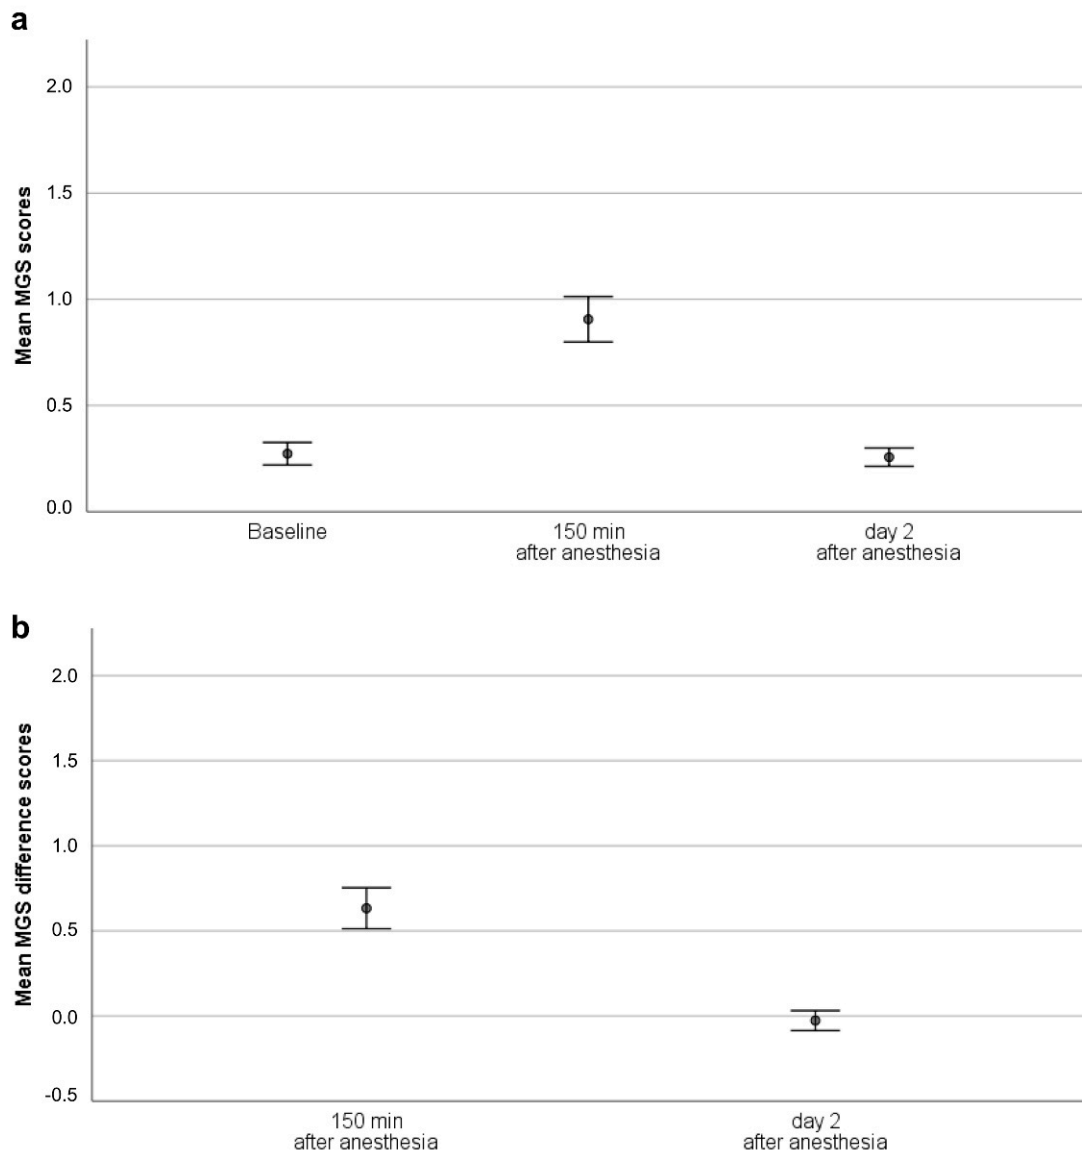 a
Mean MGS scores
2.0
1.5
1.0
0.5
0.0
Baseline
150 min
after anesthesia
day 2
after anesthesia
b
Mean MGS difference scores
2.0
1.5
1.0
0.5
0.0
-0.5
150 min
after anesthesia
day 2
after anesthesia